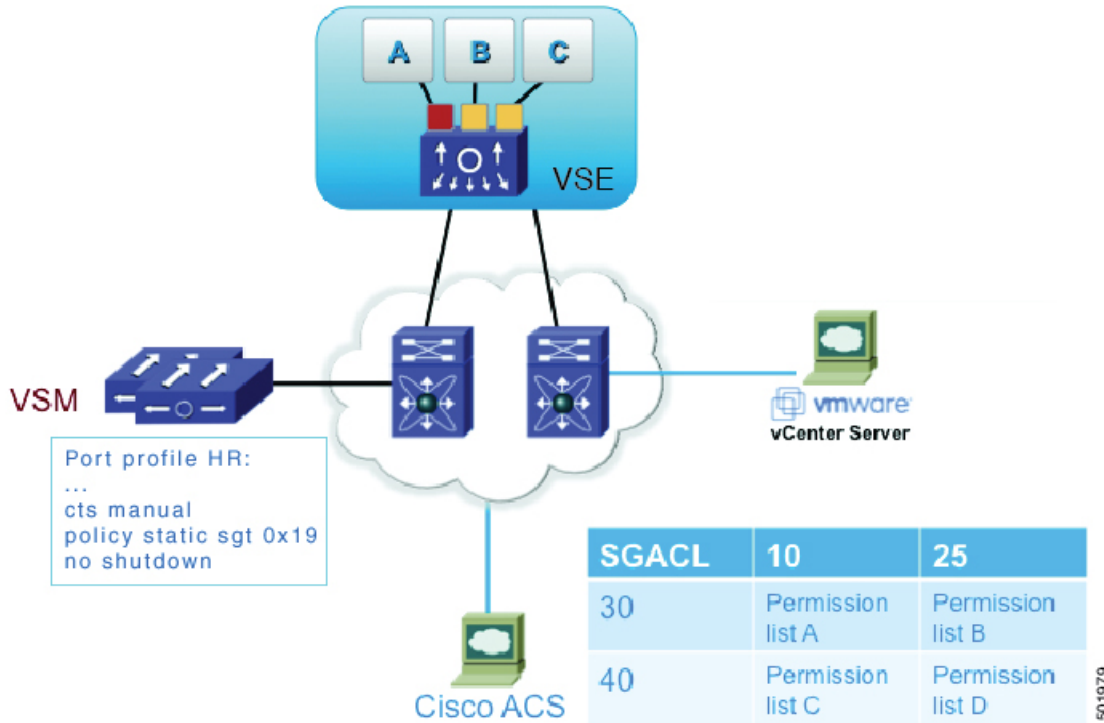 A B C
VSE
VSM
Port profile HR:
...
cts manual
policy static sgt 0x19
no shutdown
vmware
vCenter Server
Cisco ACS
SGACL 10 25
30 Permission list A Permission list B
40 Permission list C Permission list D
501979